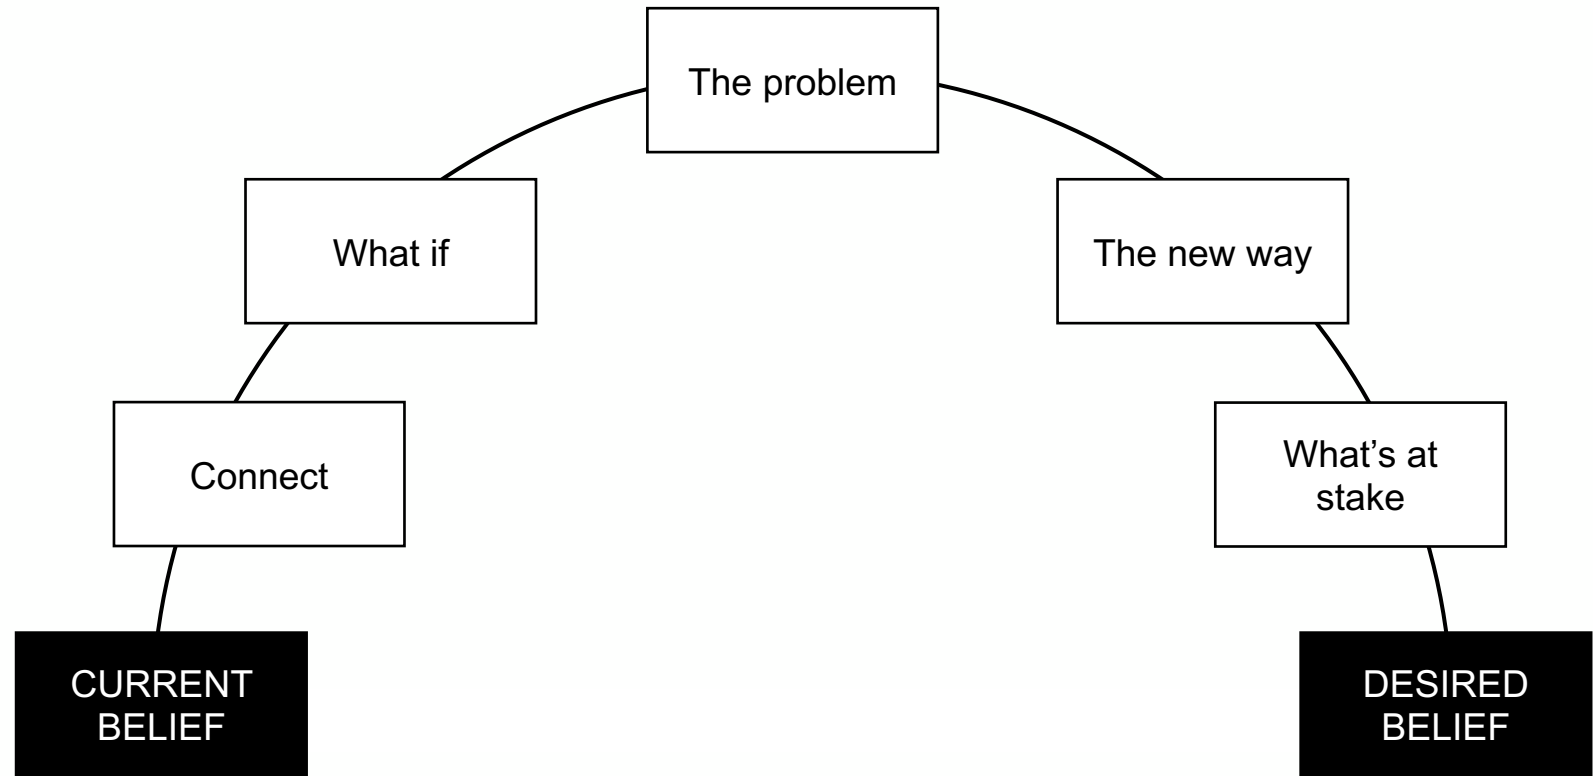 The problem
What if
The new way
Connect
What’s at
stake
CURRENT
BELIEF
DESIRED
BELIEF